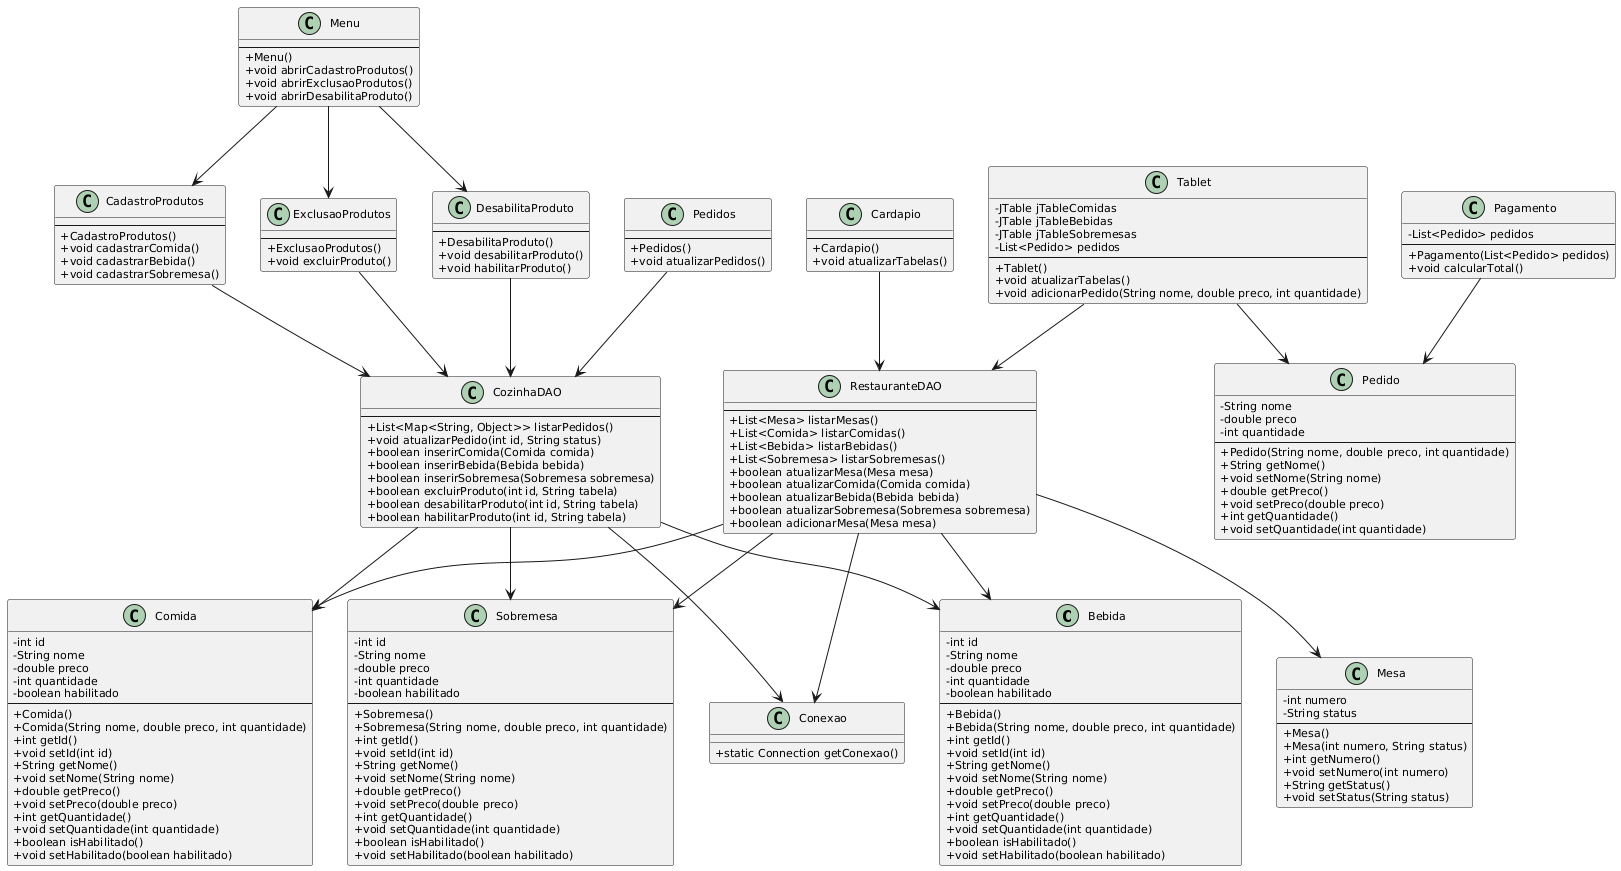 C Menu
+Menu()
+void abrirCadastroProdutos()
+void abrirExclusaoProdutos()
+void abrirDesabilitaProduto()
C CadastroProdutos
+CadastroProdutos()
+void cadastrarComida()
+void cadastrarBebida()
+void cadastrarSobremesa()
C ExclusaoProdutos
+ExclusaoProdutos()
+void excluirProduto()
C DesabilitaProduto
+DesabilitaProduto()
+void desabilitarProduto()
+void habilitarProduto()
C Pedidos
+Pedidos()
+void atualizarPedidos()
C Cardapio
+Cardapio()
+void atualizarTabelas()
C Tablet
-JTable jTableComidas
-JTable jTableBebidas
-JTable jTableSobremesas
-List<Pedido> pedidos
+Tablet()
+void atualizarTabelas()
+void adicionarPedido(String nome, double preco, int quantidade)
C Pagamento
-List<Pedido> pedidos
+Pagamento(List<Pedido> pedidos)
+void calcularTotal()
C CozinhaDAO
+List<Map<String, Object>> listarPedidos()
+void atualizarPedido(int id, String status)
+boolean inserirComida(Comida comida)
+boolean inserirBebida(Bebida bebida)
+boolean inserirSobremesa(Sobremesa sobremesa)
+boolean excluirProduto(int id, String tabela)
+boolean desabilitarProduto(int id, String tabela)
+boolean habilitarProduto(int id, String tabela)
C RestauranteDAO
+List<Mesa> listarMesas()
+List<Comida> listarComidas()
+List<Bebida> listarBebidas()
+List<Sobremesa> listarSobremesas()
+boolean atualizarMesa(Mesa mesa)
+boolean atualizarComida(Comida comida)
+boolean atualizarBebida(Bebida bebida)
+boolean atualizarSobremesa(Sobremesa sobremesa)
+boolean adicionarMesa(Mesa mesa)
C Pedido
-String nome
-double preco
-int quantidade
+Pedido(String nome, double preco, int quantidade)
+String getNome()
+void setNome(String nome)
+double getPreco()
+void setPreco(double preco)
+int getQuantidade()
+void setQuantidade(int quantidade)
C Comida
-int id
-String nome
-double preco
-int quantidade
-boolean habilitado
+Comida()
+Comida(String nome, double preco, int quantidade)
+int getId()
+void setId(int id)
+String getNome()
+void setNome(String nome)
+double getPreco()
+void setPreco(double preco)
+int getQuantidade()
+void setQuantidade(int quantidade)
+boolean isHabilitado()
+void setHabilitado(boolean habilitado)
C Sobremesa
-int id
-String nome
-double preco
-int quantidade
-boolean habilitado
+Sobremesa()
+Sobremesa(String nome, double preco, int quantidade)
+int getId()
+void setId(int id)
+String getNome()
+void setNome(String nome)
+double getPreco()
+void setPreco(double preco)
+int getQuantidade()
+void setQuantidade(int quantidade)
+boolean isHabilitado()
+void setHabilitado(boolean habilitado)
C Conexao
+static Connection getConexao()
C Bebida
-int id
-String nome
-double preco
-int quantidade
-boolean habilitado
+Bebida()
+Bebida(String nome, double preco, int quantidade)
+int getId()
+void setId(int id)
+String getNome()
+void setNome(String nome)
+double getPreco()
+void setPreco(double preco)
+int getQuantidade()
+void setQuantidade(int quantidade)
+boolean isHabilitado()
+void setHabilitado(boolean habilitado)
C Mesa
-int numero
-String status
+Mesa()
+Mesa(int numero, String status)
+int getNumero()
+void setNumero(int numero)
+String getStatus()
+void setStatus(String status)